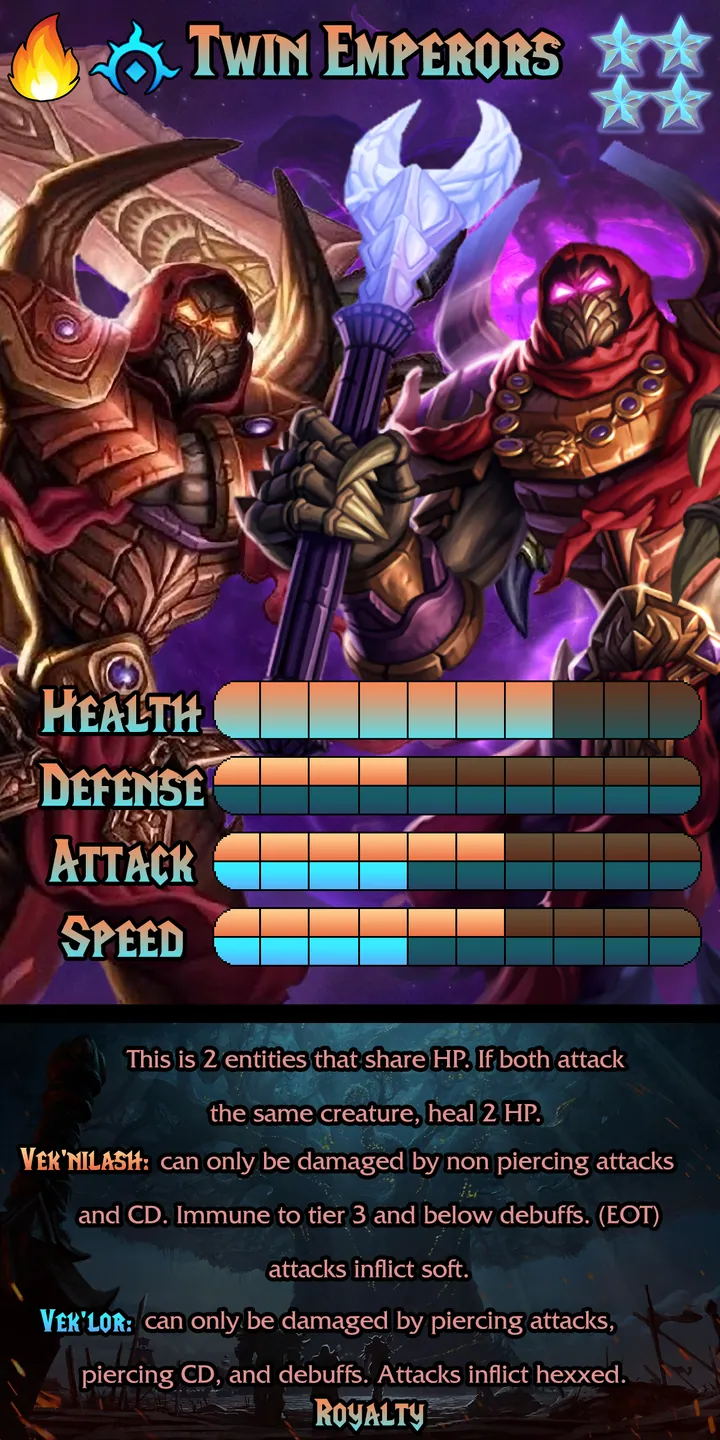 Twin Emperors
Health
Defense
Attack
Speed
This is 2 entities that share HP. If both attack
the same creature, heal 2 HP.
Vek'nilash: can only be damaged by non piercing attacks
and CD. Immune to tier 3 and below debuffs. (EOT)
attacks inflict soft.
Vek'lor: can only be damaged by piercing attacks,
piercing CD, and debuffs. Attacks inflict hexxed.
Royalty